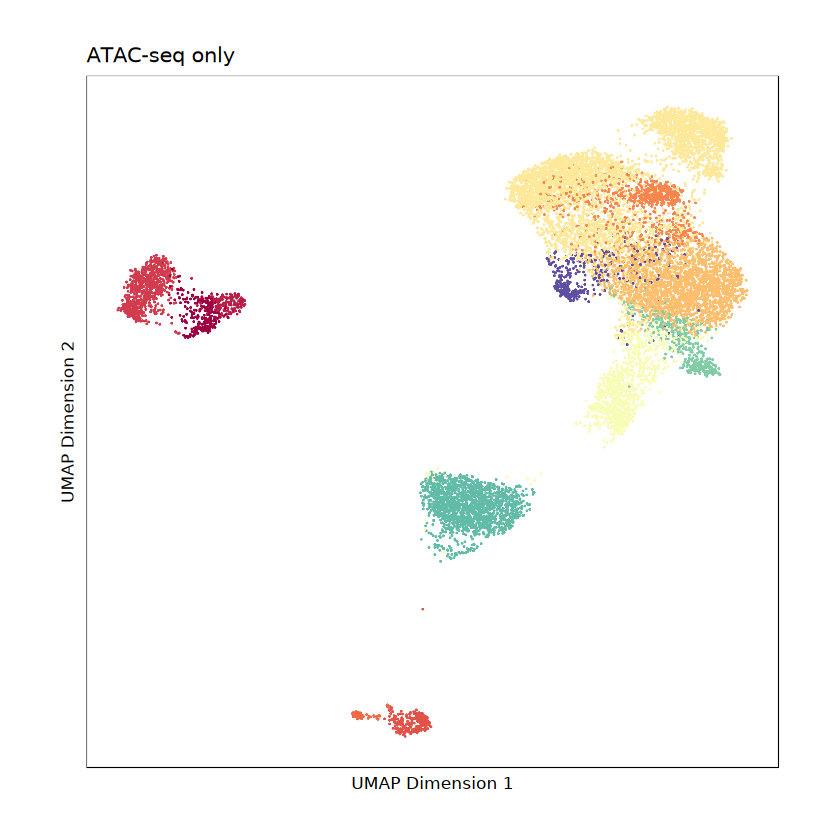 ATAC-seq only
UMAP Dimension 2
UMAP Dimension 1